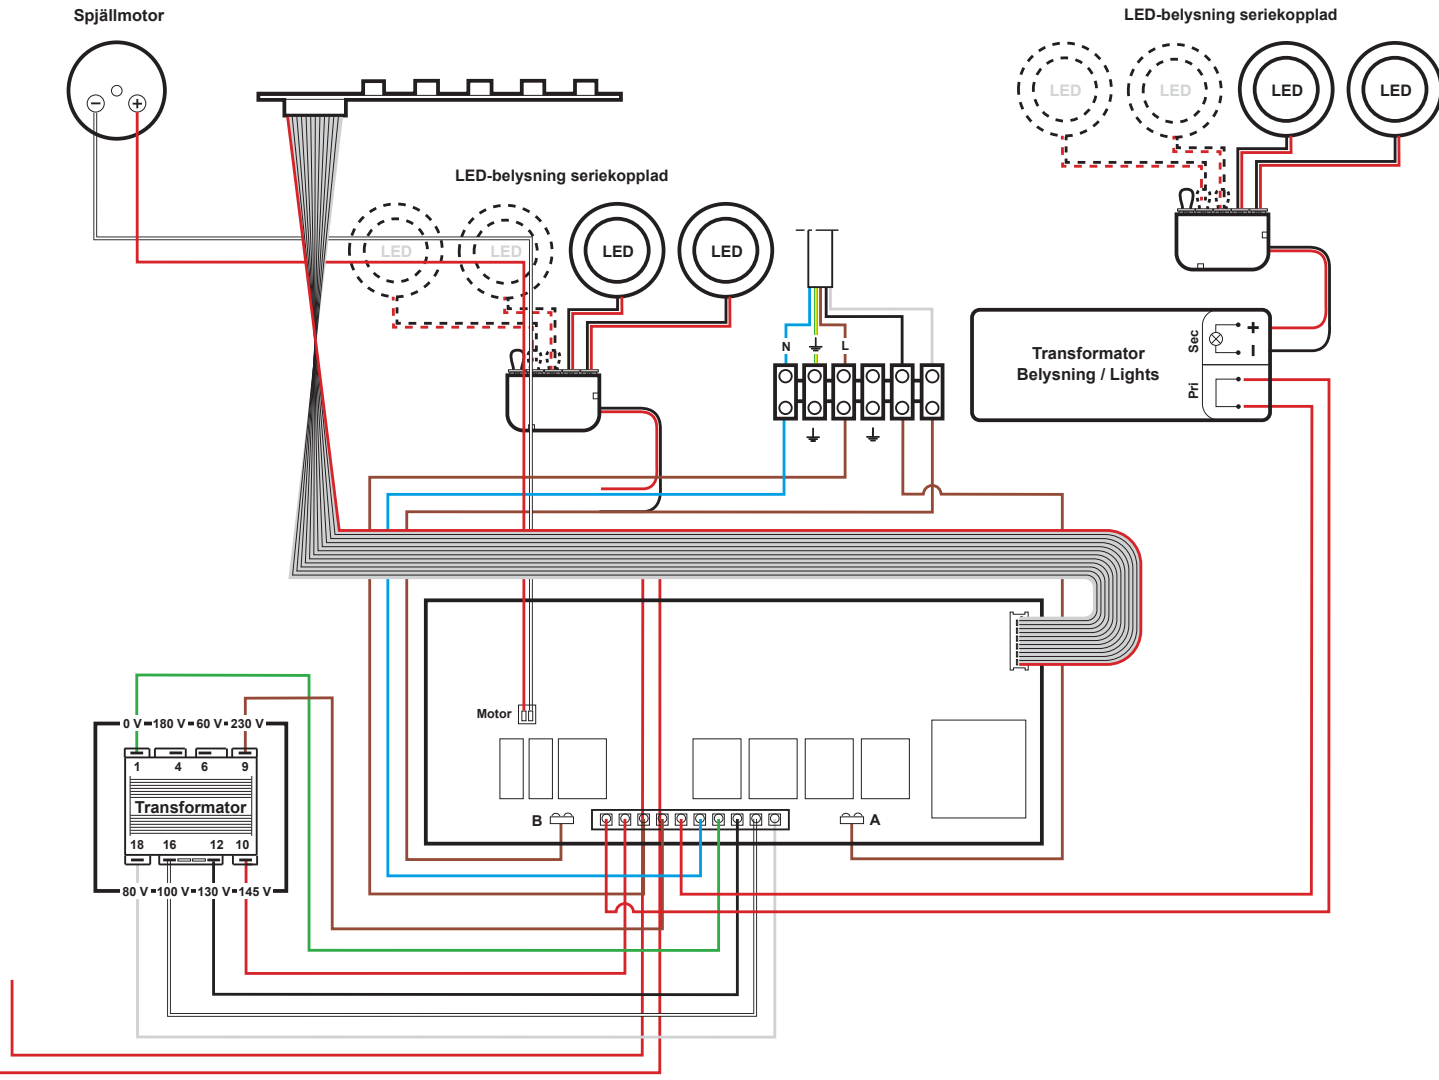 Spjällmotor
LED-belysning seriekopplad
LED LED LED LED
LED-belysning seriekopplad
LED LED LED LED
N L
Transformator
Belysning / Lights
Sec
Pri
+
I
Motor
0 V 180 V 60 V 230 V
1 4 6 9
Transformator
18 16 12 10
80 V 100 V 130 V 145 V
B A